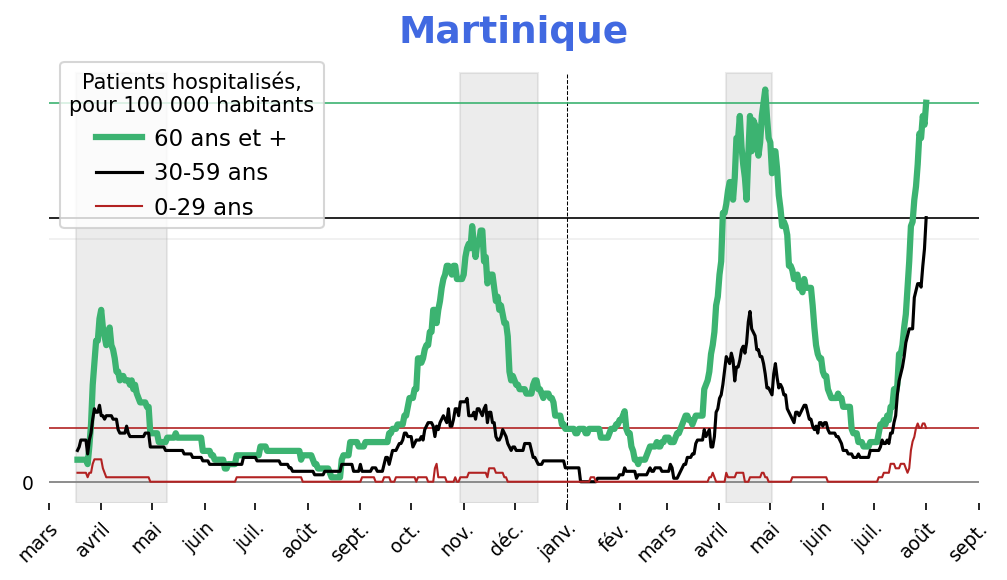 Martinique
Patients hospitalisés,
pour 100 000 habitants
60 ans et +
30-59 ans
0-29 ans
0
mars avril mai juin juil. août sept. oct. nov. déc. janv. fév. mars avril mai juin juil. août sept.